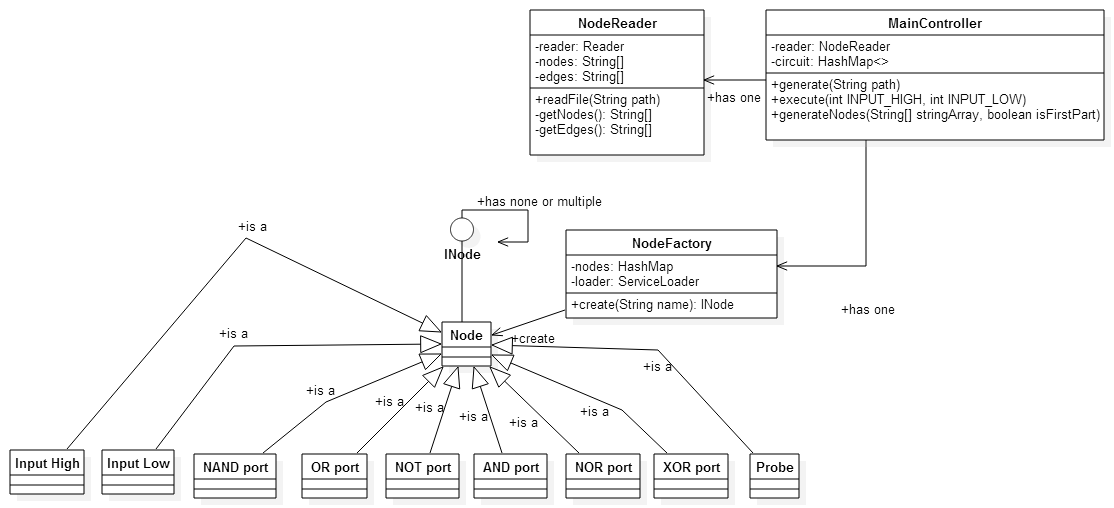 NodeReader
-reader: Reader
-nodes: String[]
-edges: String[]
+readFile(String path)
-getNodes(): String[]
-getEdges(): String[]
MainController
-reader: NodeReader
-circuit: HashMap<>
+generate(String path)
+execute(int INPUT_HIGH, int INPUT_LOW)
+generateNodes(String[] stringArray, boolean isFirstPart)
+has one
+has none or multiple
INode
+is a
NodeFactory
-nodes: HashMap
-loader: ServiceLoader
+create(String name): INode
+has one
+is a
Node
+create
+is a
+is a
+is a
+is a
+is a
+is a
+is a
Input High
Input Low
NAND port
OR port
NOT port
AND port
NOR port
XOR port
Probe